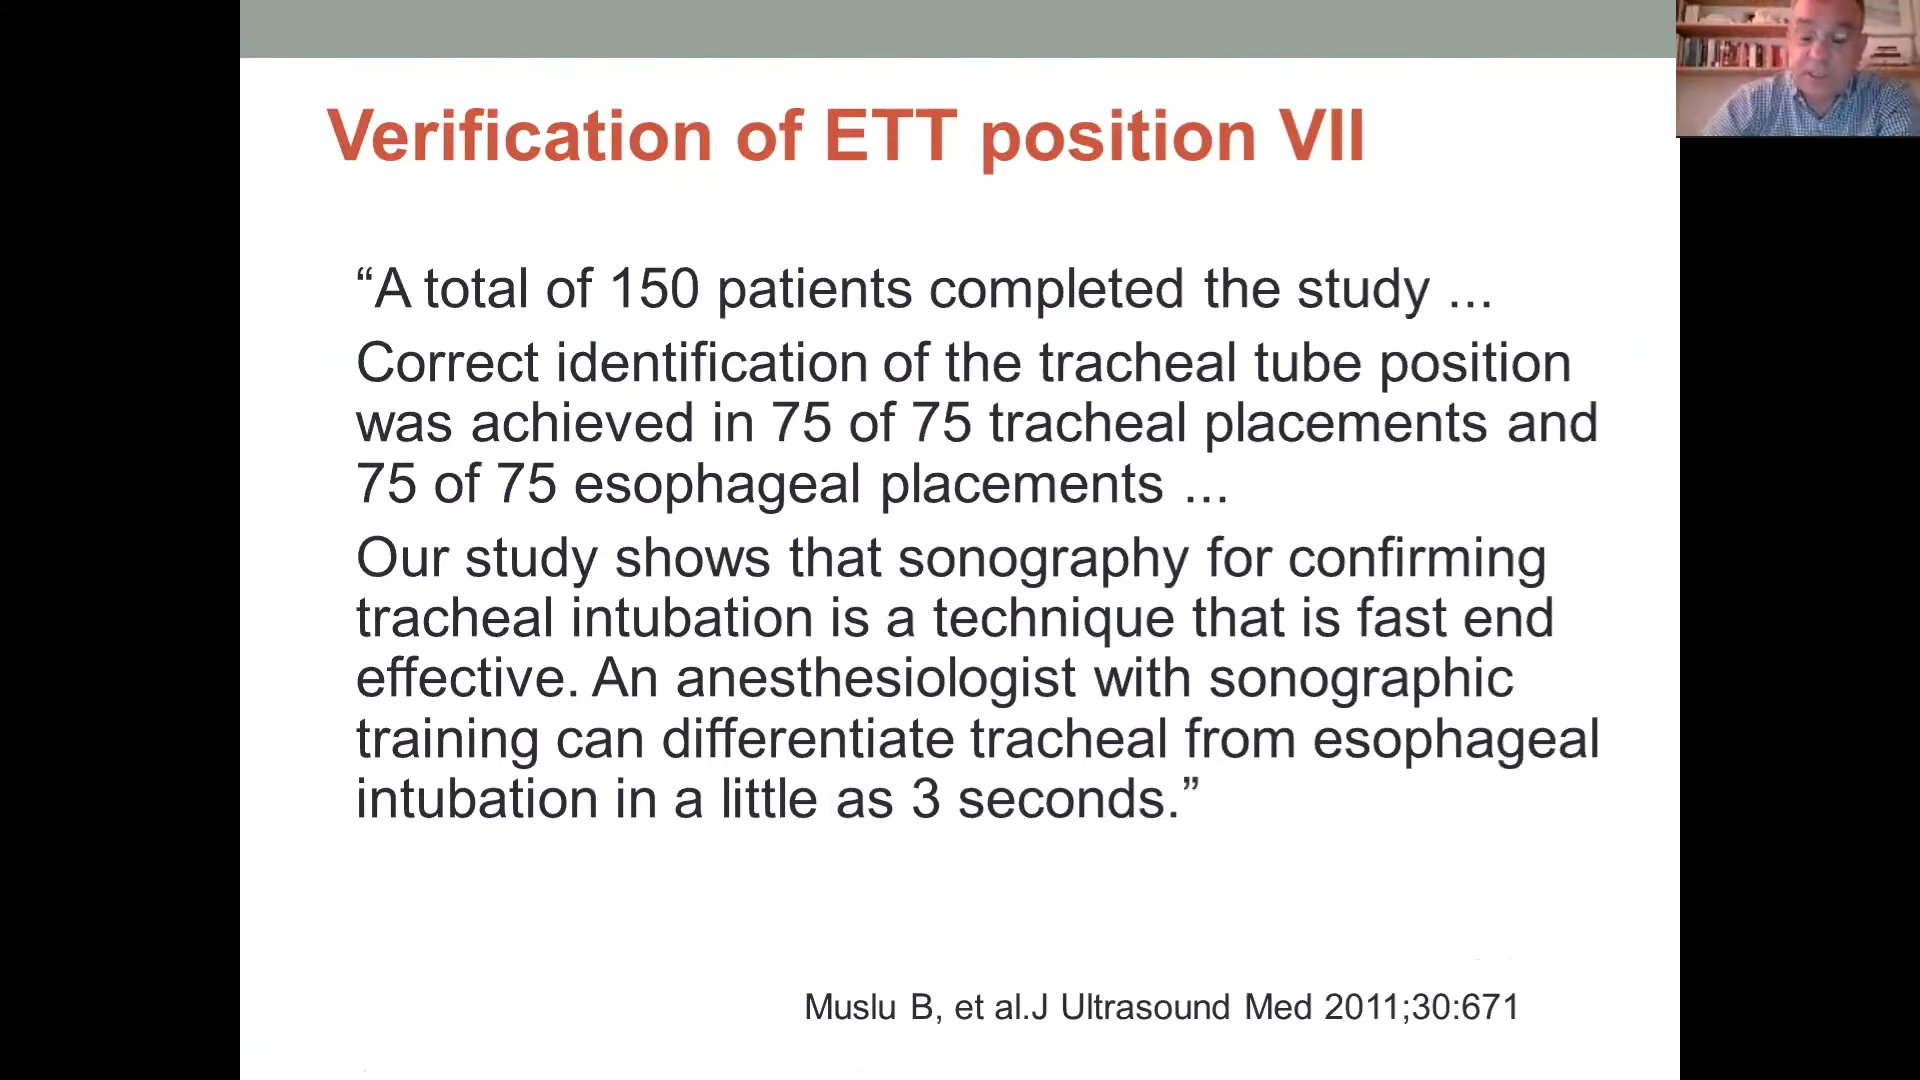 Verification of ETT position VII
“A total of 150 patients completed the study ...
Correct identification of the tracheal tube position
was achieved in 75 of 75 tracheal placements and
75 of 75 esophageal placements ...
Our study shows that sonography for confirming
tracheal intubation is a technique that is fast end
effective. An anesthesiologist with sonographic
training can differentiate tracheal from esophageal
intubation in a little as 3 seconds.”
Muslu B, et al.J Ultrasound Med 2011;30:671